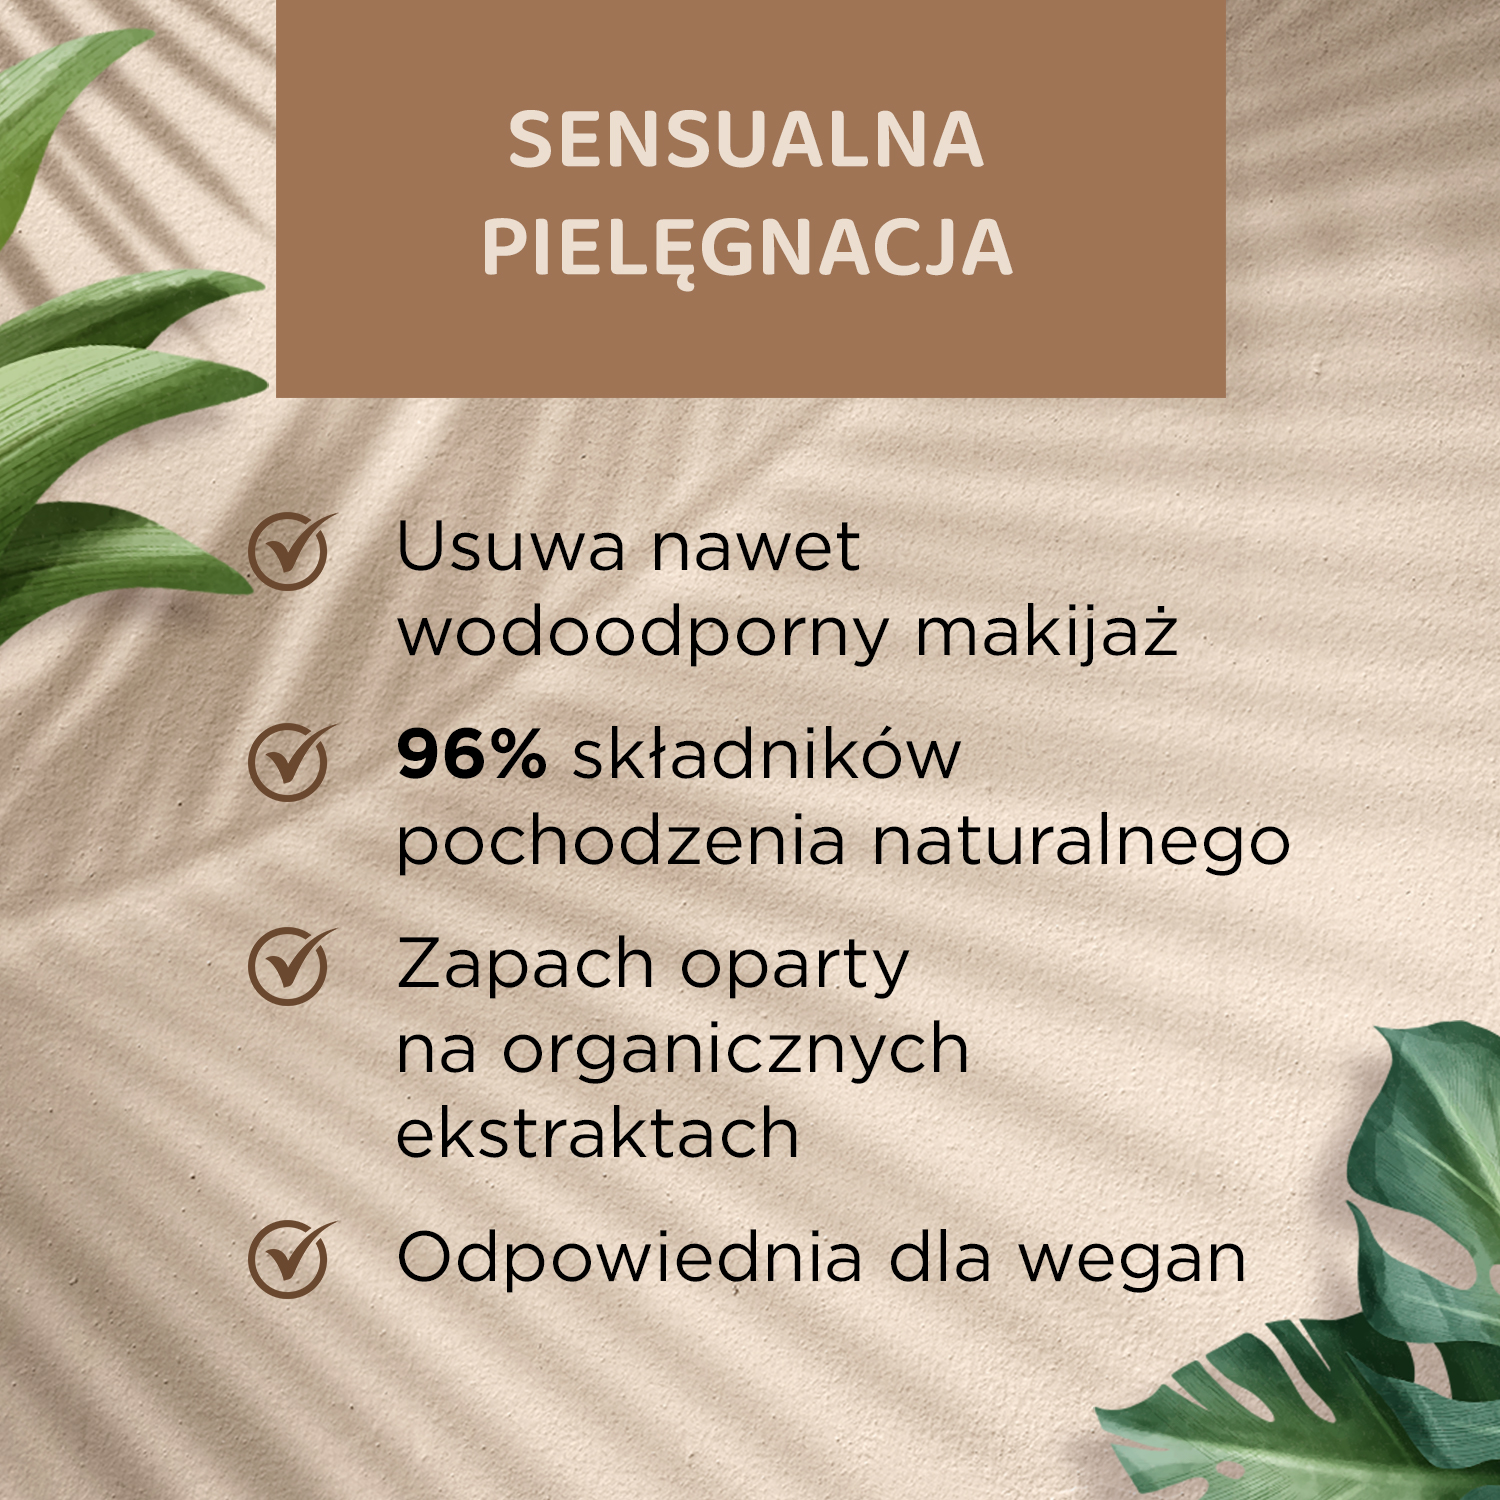 SENSUALNA
PIELĘGNACJA
Usuwa nawet
wodoodporny makijaż
96% składników
pochodzenia naturalnego
Zapach oparty
na organicznych
ekstraktach
Odpowiednia dla wegan